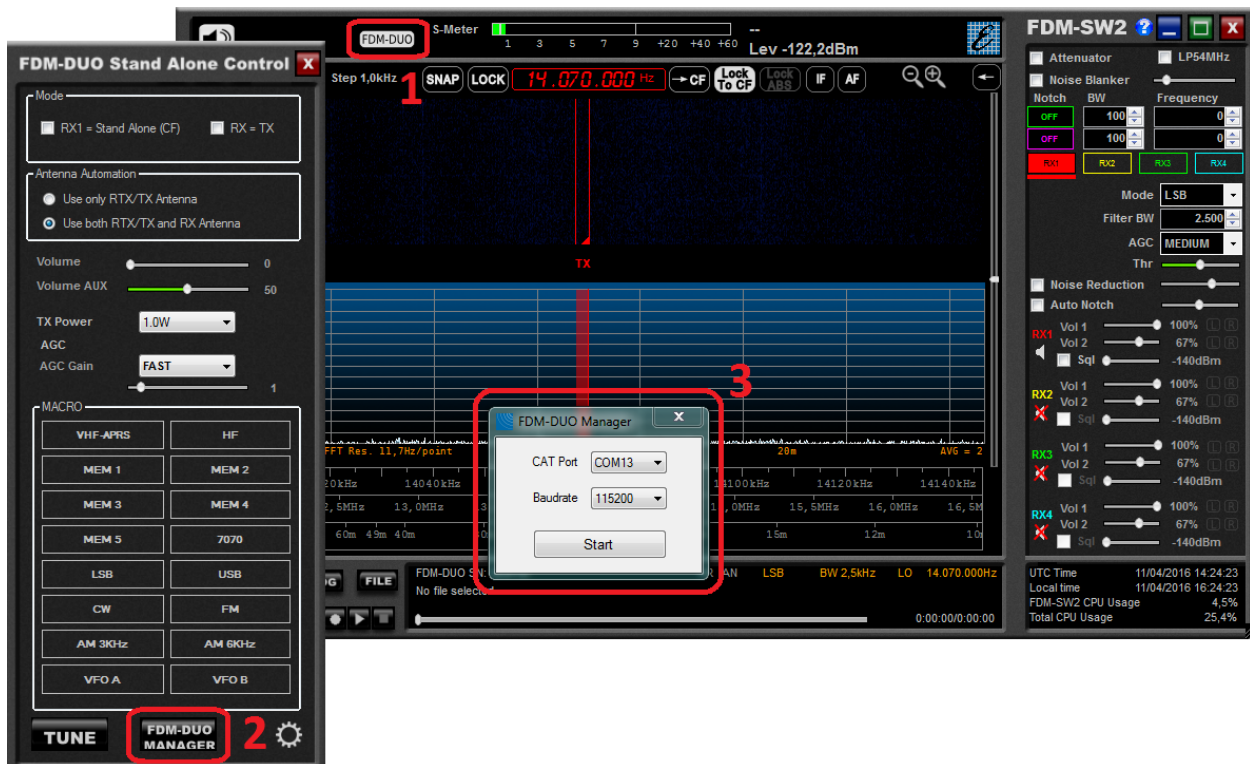 FDM-DUO Stand Alone Control X
Mode
RX1 = Stand Alone (CF) RX = TX
Antenna Automation
Use only RTX/TX Antenna
Use both RTX/TX and RX Antenna
Volume 0
Volume AUX 50
TX Power 1.0W
AGC
AGC Gain FAST
1
MACRO
VHF-APRS HF
MEM 1 MEM 2
MEM 3 MEM 4
MEM 5 7070
LSB USB
CW FM
AM 3KHz AM 6KHz
VFO A VFO B
TUNE
FDM-DUO
MANAGER
2
FDM-DUO
1
S-Meter
1 3 5 7 9 +20 +40 +60
--
Lev -122,2dBm
Step 1,0kHz SNAP LOCK 14.070.000 Hz →CF Lock To CF Lock ABS IF AF
TX
3
FDM-DUO Manager X
CAT Port COM13
Baudrate 115200
Start
FFT Res. 11,7Hz/point 20m AVG = 2
14040kHz 14100kHz 14120kHz 14140kHz
13,0MHz 15,5MHz 16,0MHz 16,5M
60m 49m 40m 15m 12m
FILE
FDM-DUO SN: LSB BW 2,5kHz LO 14.070.000Hz
No file selected
0:00:00/0:00:00
FDM-SW2 ? X
Attenuator LP54MHz
Noise Blanker
Notch BW Frequency
OFF 100 0
OFF 100 0
RX1 RX2 RX3 RX4
Mode LSB
Filter BW 2.500
AGC MEDIUM
Thr
Noise Reduction
Auto Notch
RX1
Vol 1 100% L R
Vol 2 67% L R
Sql -140dBm
RX2
Vol 1 100% L R
Vol 2 67% L R
Sql -140dBm
RX3
Vol 1 100% L R
Vol 2 67% L R
Sql -140dBm
RX4
Vol 1 100% L R
Vol 2 67% L R
Sql -140dBm
UTC Time 11/04/2016 14:24:23
Local time 11/04/2016 16:24:23
FDM-SW2 CPU Usage 4,5%
Total CPU Usage 25,4%